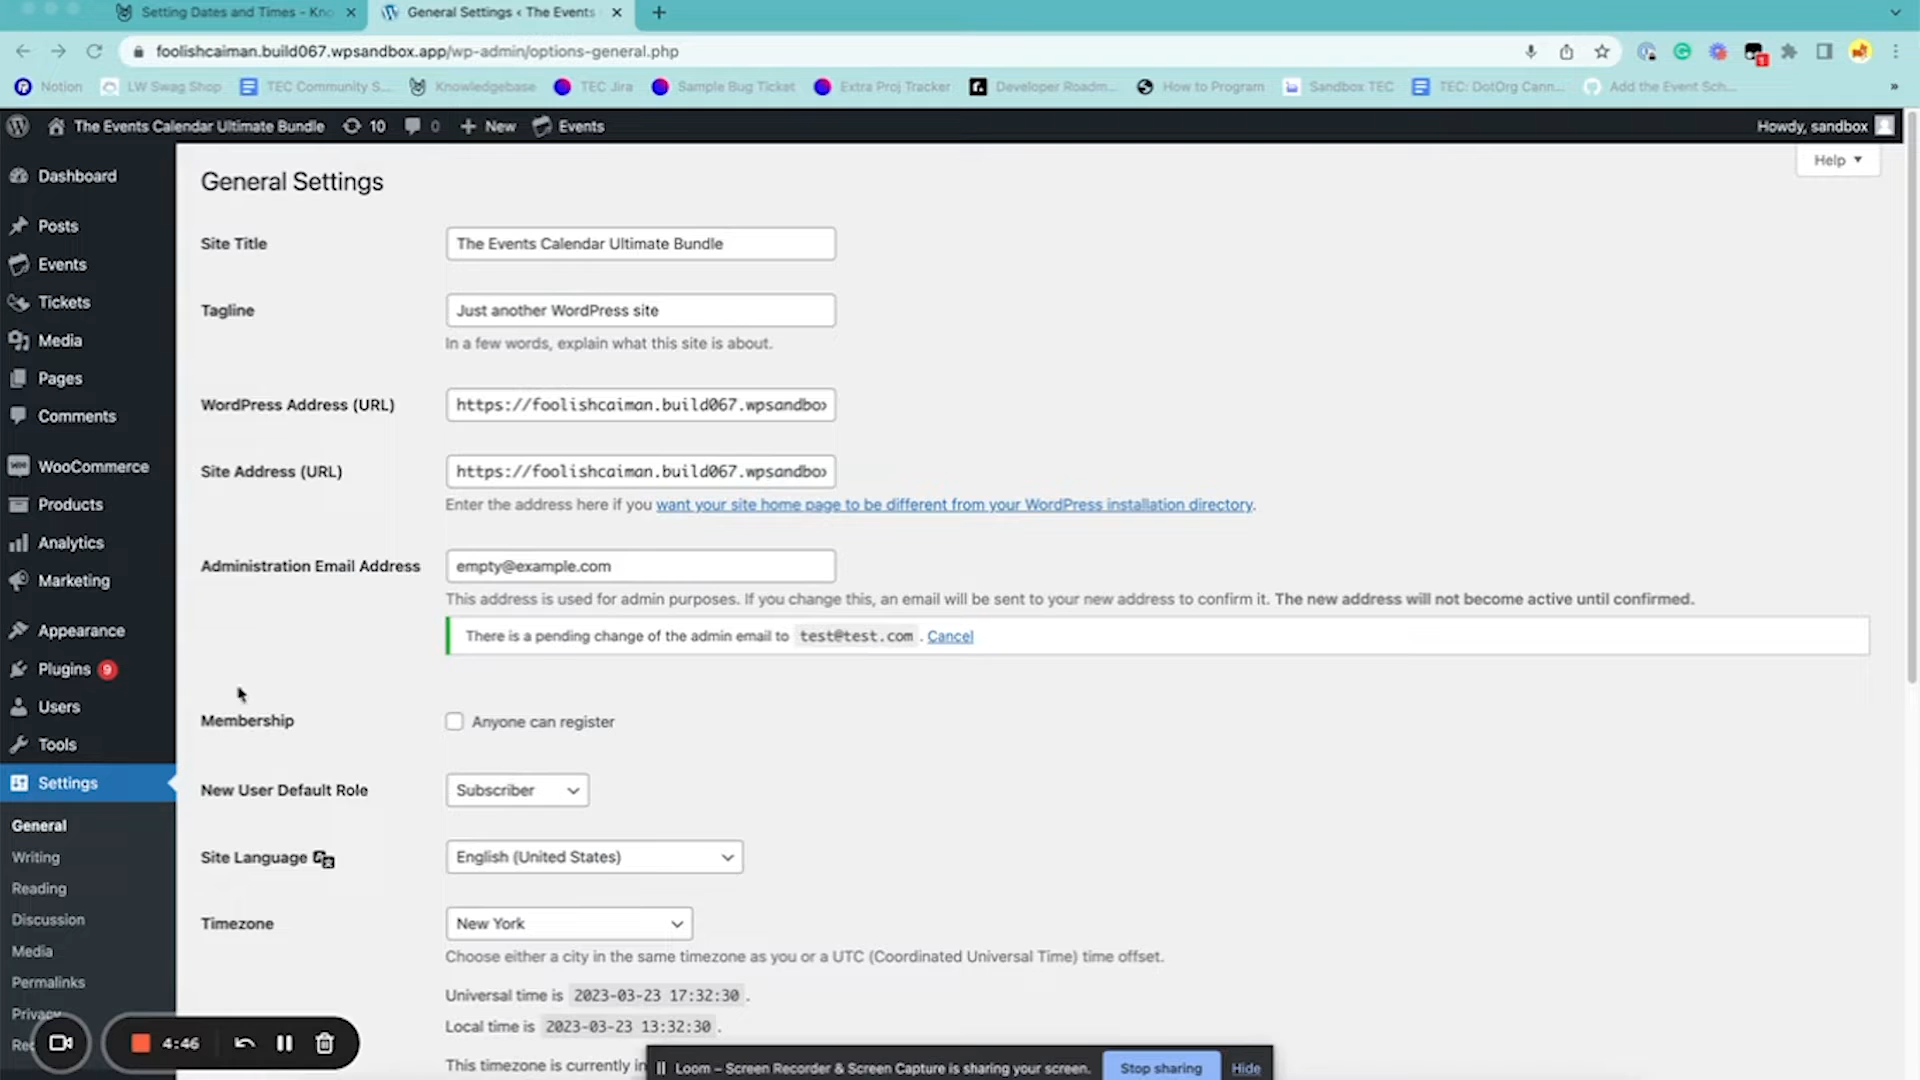 Setting Dates and Times - Kno
General Settings ‹ The Events
foolishcaiman.build067.wpsandbox.app/wp-admin/options-general.php
Notion
LW Swag Shop
TEC Community S...
Knowledgebase
TEC Jira
Sample Bug Ticket
Extra Proj Tracker
Developer Roadm...
How to Program
Sandbox TEC
TEC: DotOrg Cann...
Add the Event Sch...
»
The Events Calendar Ultimate Bundle
10
0
New
Events
Howdy, sandbox
Help
Dashboard
Posts
Events
Tickets
Media
Pages
Comments
WooCommerce
Products
Analytics
Marketing
Appearance
Plugins 9
Users
Tools
Settings
General
Writing
Reading
Discussion
Media
Permalinks
Privacy
General Settings
Site Title
The Events Calendar Ultimate Bundle
Tagline
Just another WordPress site
In a few words, explain what this site is about.
WordPress Address (URL)
https://foolishcaiman.build067.wpsandbo
Site Address (URL)
https://foolishcaiman.build067.wpsandbo
Enter the address here if you want your site home page to be different from your WordPress installation directory.
Administration Email Address
empty@example.com
This address is used for admin purposes. If you change this, an email will be sent to your new address to confirm it. The new address will not become active until confirmed.
There is a pending change of the admin email to test@test.com . Cancel
Membership
Anyone can register
New User Default Role
Subscriber
Site Language
English (United States)
Timezone
New York
Choose either a city in the same timezone as you or a UTC (Coordinated Universal Time) time offset.
Universal time is 2023-03-23 17:32:30 .
Local time is 2023-03-23 13:32:30 .
This timezone is currently in
4:46
Loom – Screen Recorder & Screen Capture is sharing your screen.
Stop sharing
Hide